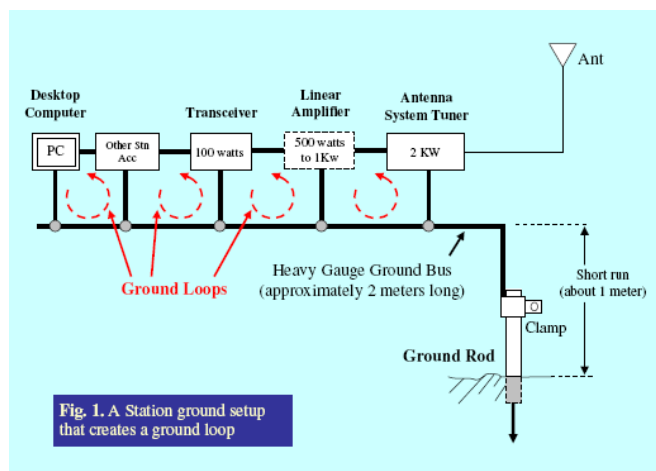 Ant
Desktop
Computer
Transceiver
Linear
Amplifier
Antenna
System Tuner
PC
Other Stn
Acc
100 watts
500 watts
to 1Kw
2 KW
Ground Loops
Heavy Gauge Ground Bus
(approximately 2 meters long)
Short run
(about 1 meter)
Clamp
Ground Rod
Fig. 1. A Station ground setup
that creates a ground loop